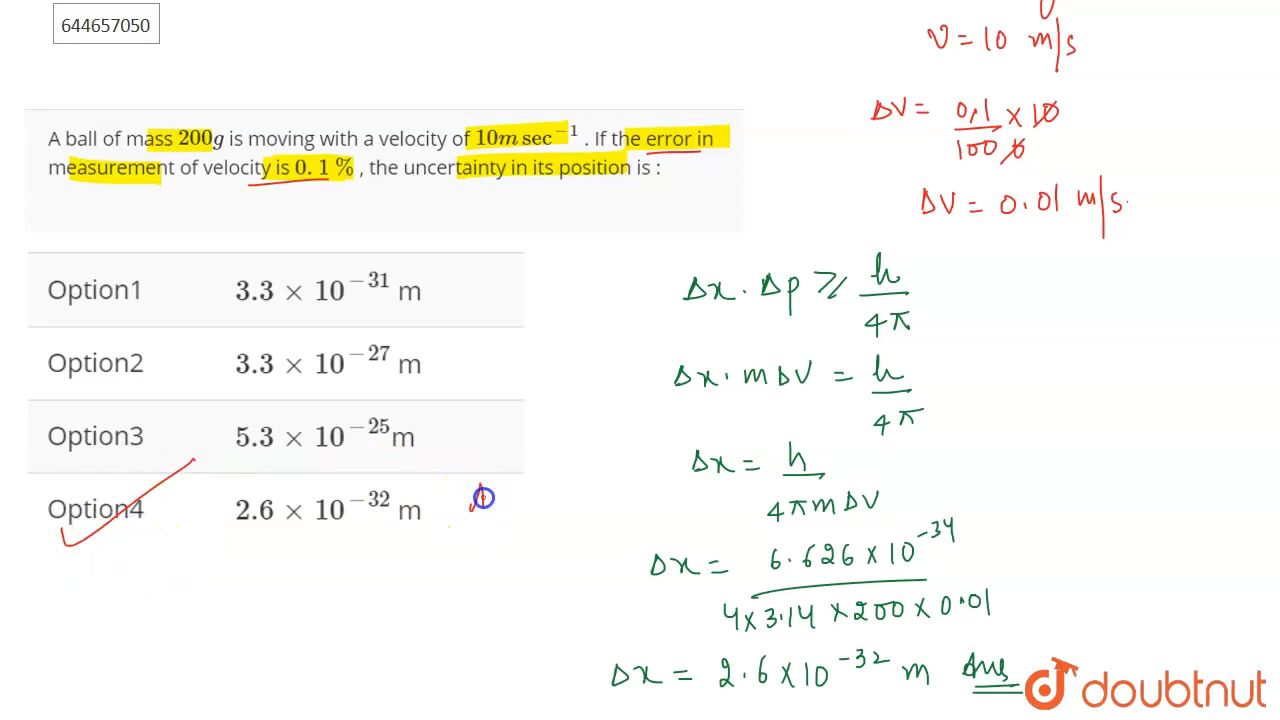 644657050
A ball of mass 200g is moving with a velocity of 10m sec⁻¹ . If the error in
measurement of velocity is 0. 1 % , the uncertainty in its position is :
Option1 3.3 × 10⁻³¹ m
Option2 3.3 × 10⁻²⁷ m
Option3 5.3 × 10⁻²⁵m
Option4 2.6 × 10⁻³² m
V = 10 m/s
ΔV = 0.1/100 × 10
ΔV = 0.01 m/s.
Δx . Δp ⩾ h/4π
Δx . m ΔV = h/4π
Δx = h/4πmΔV
Δx = 6.626 × 10⁻³⁴/4 × 3.14 × 200 × 0.01
Δx = 2.6 × 10⁻³² m Ans
doubtnut